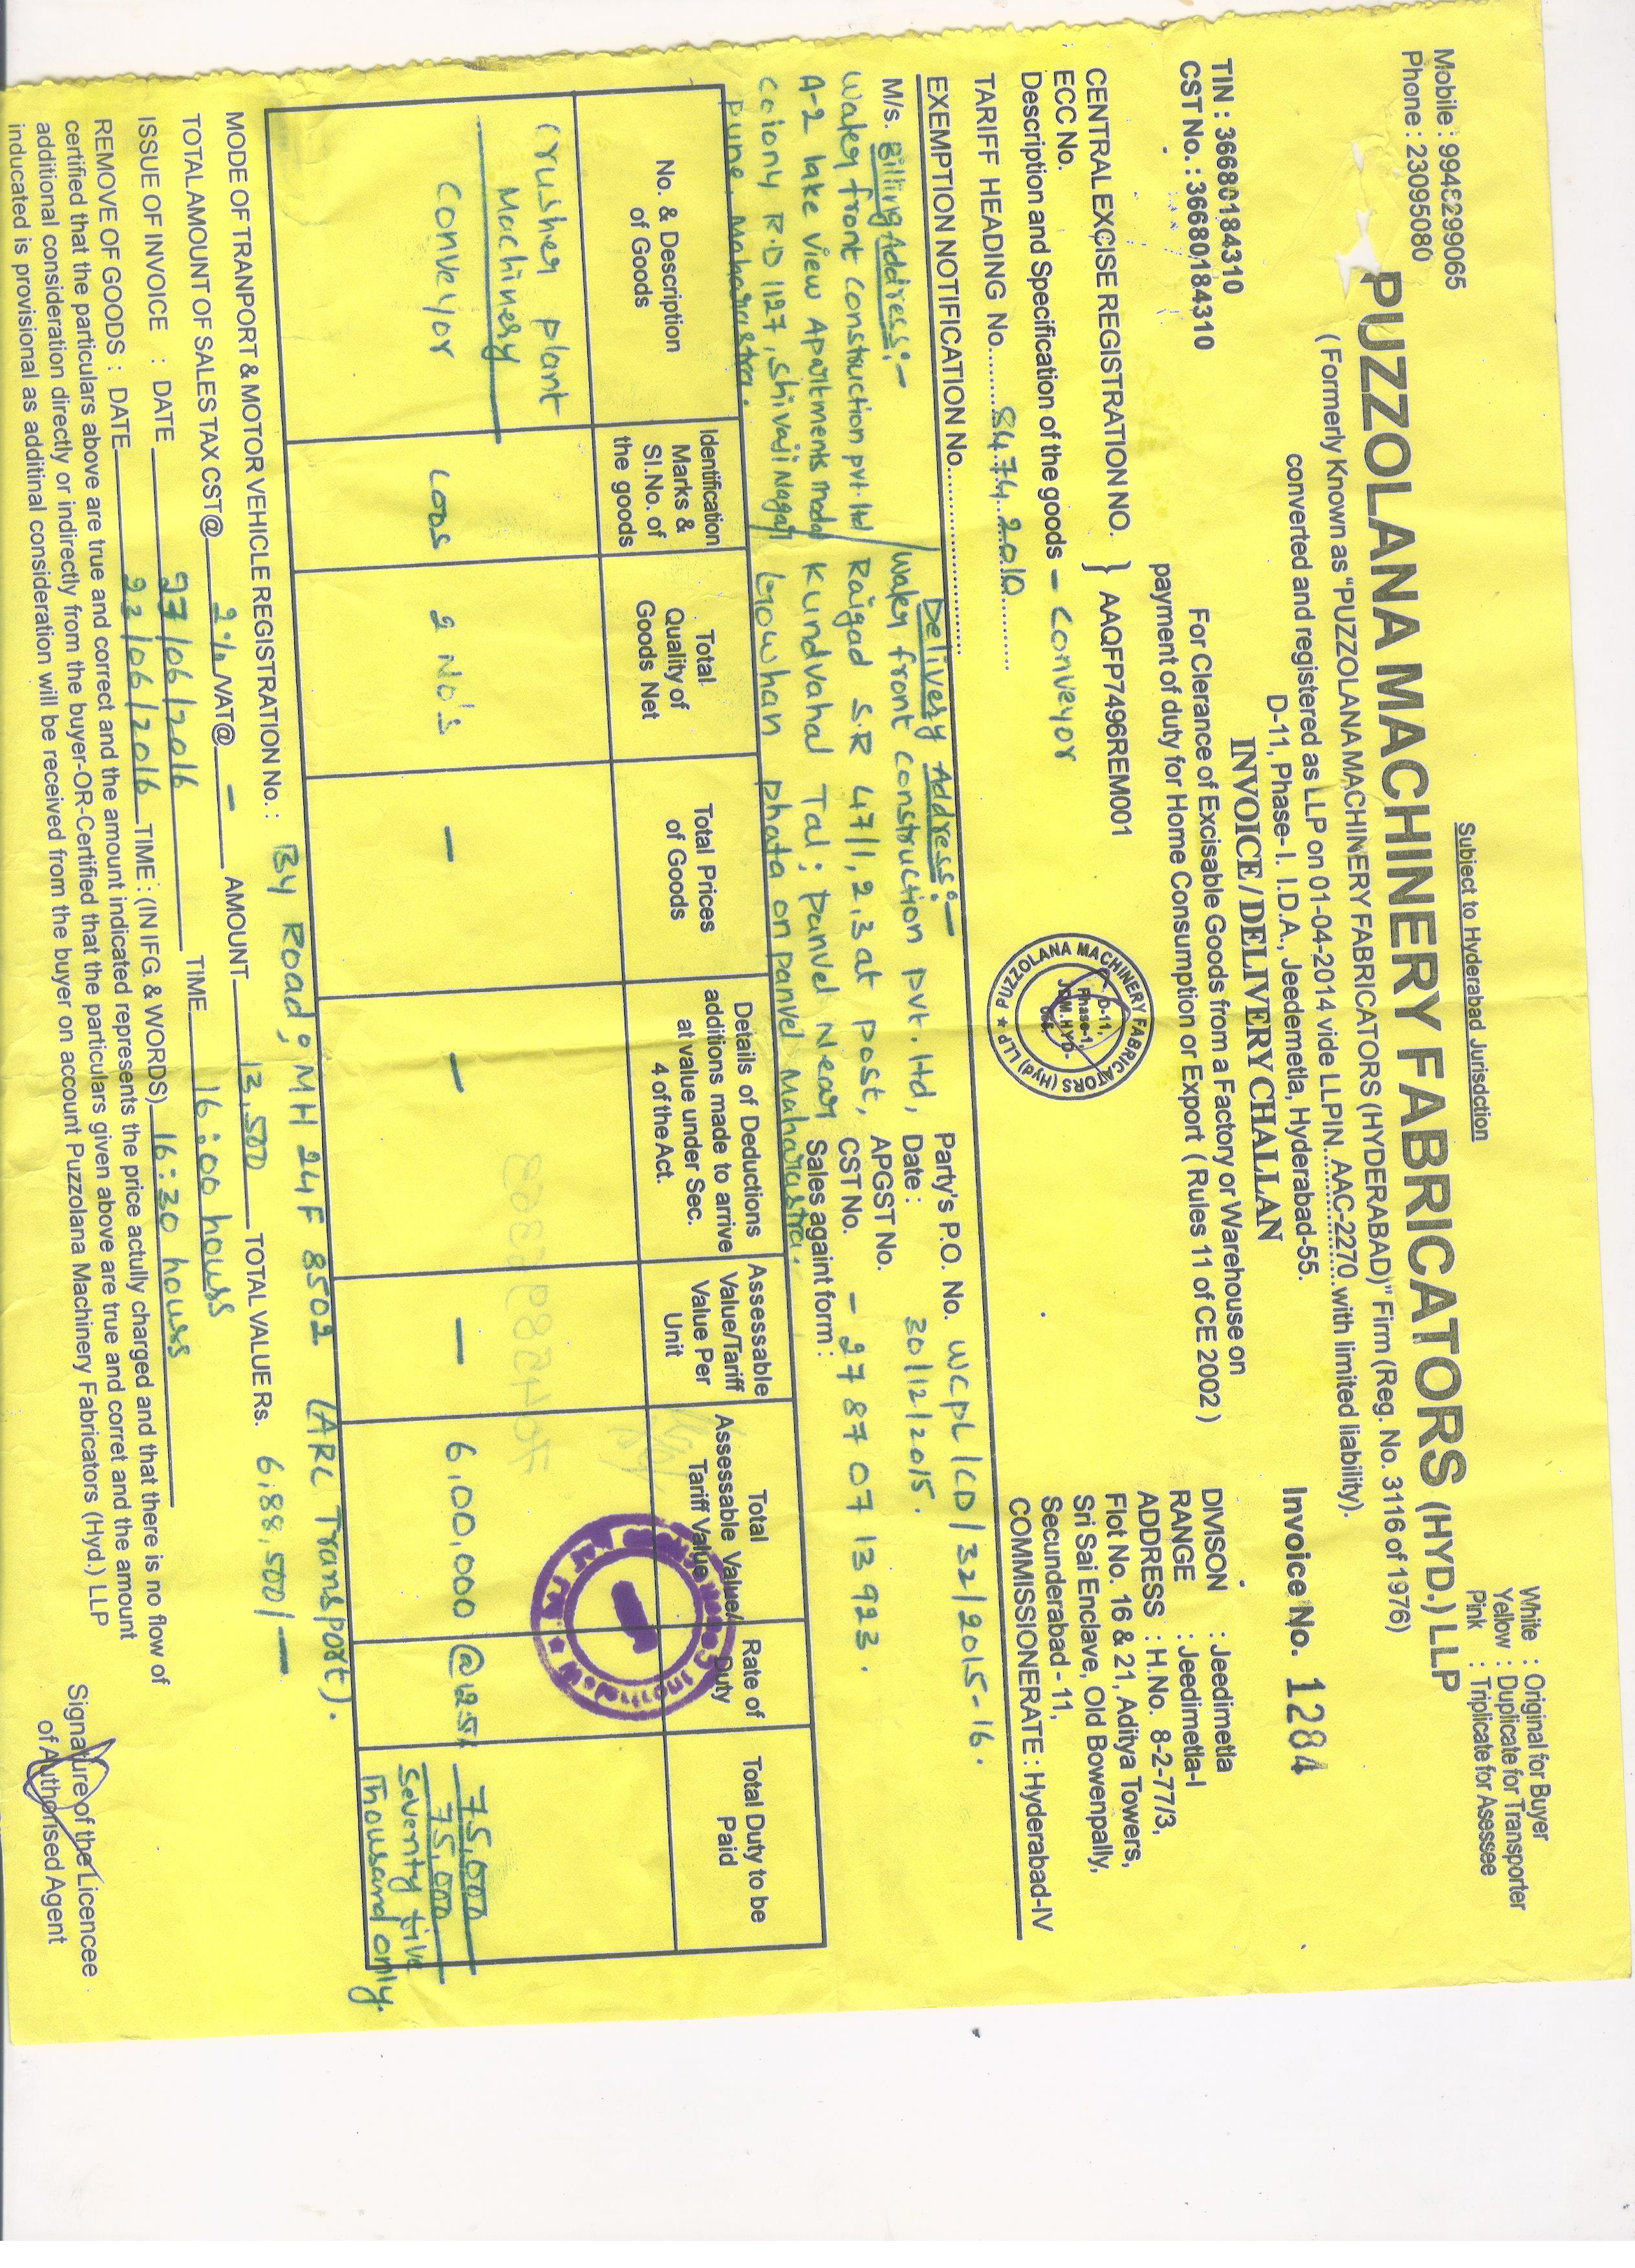 Subject to Hyderabad Jurisdction
Mobile : 9948299065
Phone : 23095080
White : Original for Buyer
Yellow : Duplicate for Transporter
Pink : Triplicate for Assessee
PUZZOLANA MACHINERY FABRICATORS (HYD.) LLP
( Formerly Known as "PUZZOLANA MACHINERY FABRICATORS (HYDERABAD)" Firm (Reg. No. 3116 of 1976)
converted and registered as LLP on 01-04-2014 vide LLPIN. AAC-2270 with limited liability).
D-11, Phase-I. I.D.A., Jeedemetla, Hyderabad-55.
INVOICE / DELIVERY CHALLAN
Invoice No. 1284
TIN : 36680184310
CST No. : 36680184310
For Clerance of Excisable Goods from a Factory or Warehouse on
payment of duty for Home Consumption or Export ( Rules 11 of CE 2002 )
DIVISON : Jeedimetla
RANGE : Jeedimetla-I
ADDRESS : H.No. 8-2-77/3,
Flot No. 16 & 21, Aditya Towers,
Sri Sai Enclave, Old Bowenpally,
Secunderabad - 11,
COMMISSIONERATE : Hyderabad-IV
CENTRAL EXCISE REGISTRATION NO.
ECC No. } AAQFP7496REM001
Description and Specification of the goods – Conveyor
TARIFF HEADING No. 8474.2010
EXEMPTION NOTIFICATION No.
PUZZOLANA MACHINERY FABRICATORS (Hyd) LLP ★
D-11,
Phase-1,
Party's P.O. No. WCPL/CD/32/2015-16.
Date : 30/12/2015.
APGST No.
CST No. – 27870713923.
Sales againt form :
M/s. Billing Address:-
Water front construction pvt. ltd
A-2 lake view Apartments modal
Colony R.D 1127, Shivaji Nagar
Pune, Maharastra.
Delivery Address:-
Water front construction pvt. ltd,
Raigad S.R 47/1,2,3 at post,
Kundvahal Tal; panvel Near
Gowhan phata on panvel Maharastra.
No. & Description of Goods
Identification Marks & Sl.No. of the goods
Total Quality of Goods Net
Total Prices of Goods
Details of Deductions additions made to arrive at value under Sec. 4 of the Act.
Assessable Value/Tariff Value Per Unit
Total Assessable Value/ Tariff Value
Rate of Duty
Total Duty to be Paid
Crusher plant
Machinery
Conveyor
Loos
2 No's
–
–
–
6,00,000
75,000
75,000
Seventy five
Thousand only.
MODE OF TRANPORT & MOTOR VEHICLE REGISTRATION No. : By Road; MH 24F 8502 (ARC Transport).
TOTAL AMOUNT OF SALES TAX CST@ 2% /VAT@ – AMOUNT 13,500 TOTAL VALUE Rs. 6,88,500/-
ISSUE OF INVOICE : DATE 27/06/2016 TIME 16:00 hours
REMOVE OF GOODS : DATE 22/06/2016 TIME : (IN IFG. & WORDS) 16:30 hours
certified that the particulars above are true and correct and the amount indicated represents the price actully charged and that there is no flow of
additional consideration directly or indirectly from the buyer-OR-Certified that the particulars given above are true and corret and the amount
inducated is provisional as additinal consideration will be received from the buyer on account Puzzolana Machinery Fabricators (Hyd.) LLP
Signature of the Licencee
of Authorised Agent